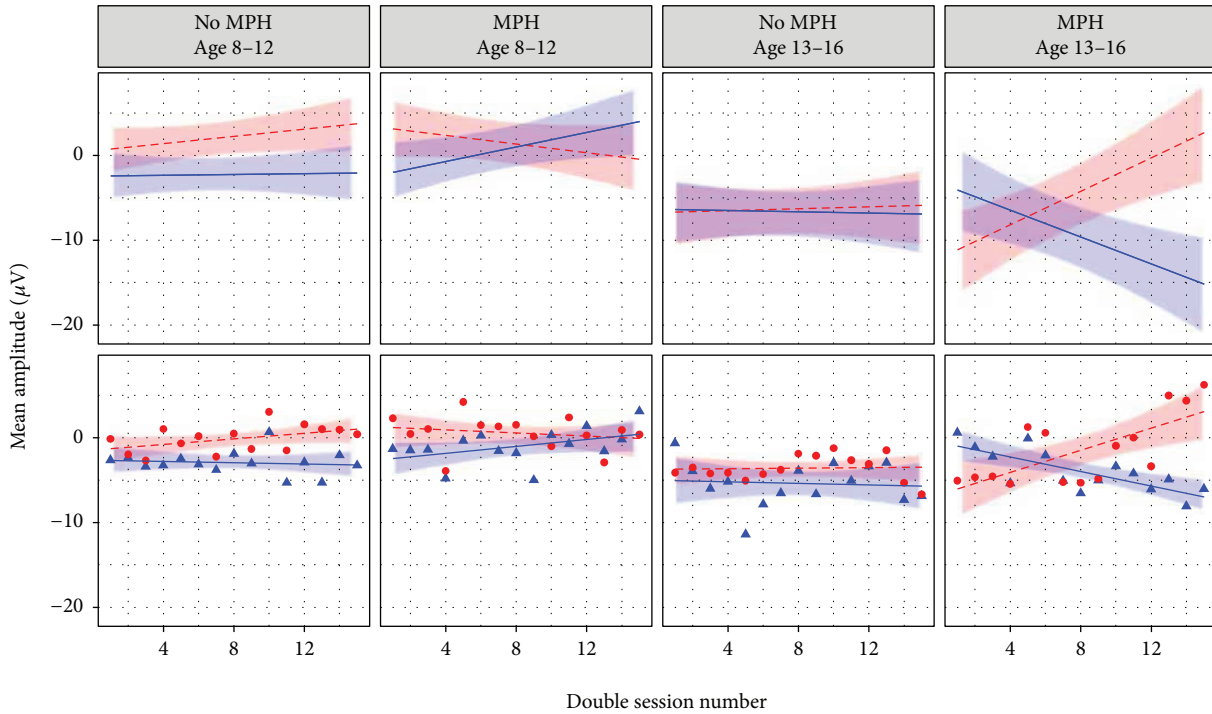 No MPH
Age 8–12
MPH
Age 8–12
No MPH
Age 13–16
MPH
Age 13–16
Mean amplitude (μV)
0
−10
−20
0
−10
−20
4 8 12
4 8 12
4 8 12
4 8 12
Double session number